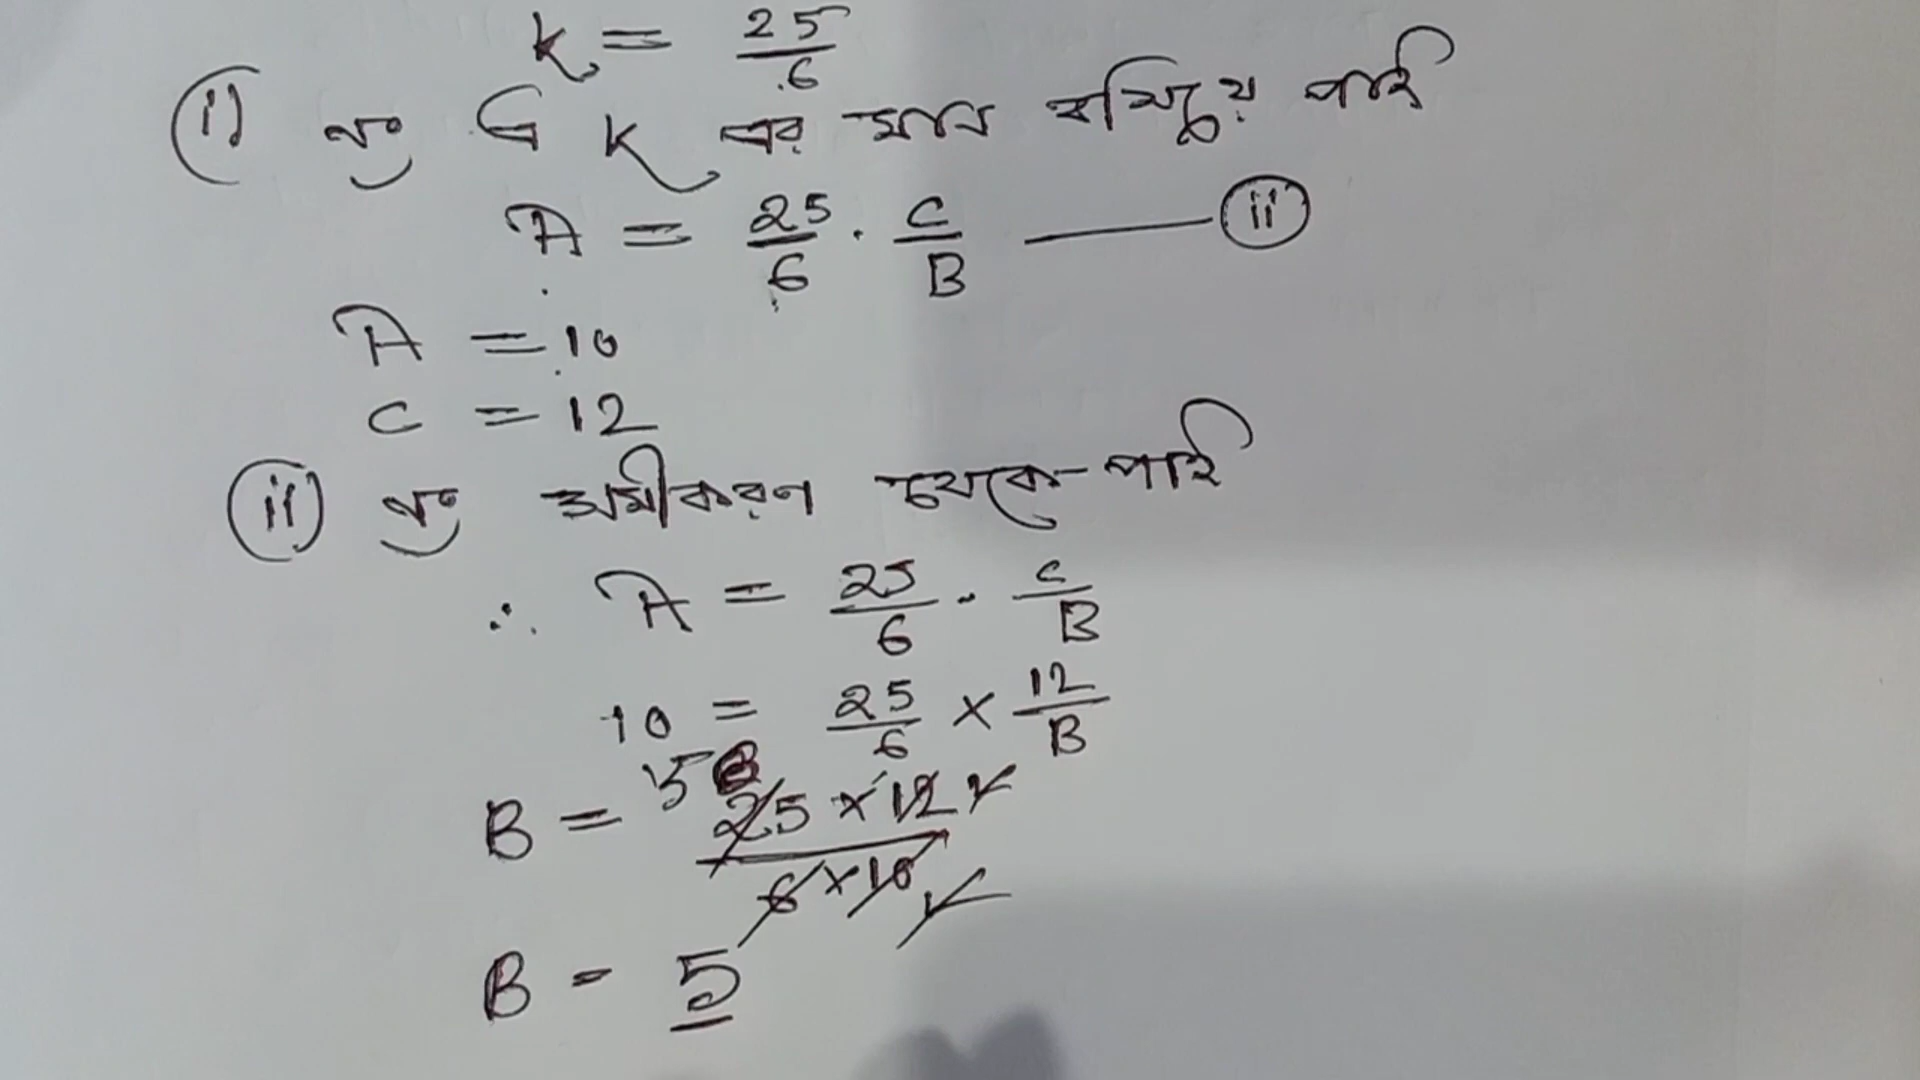 K = 25/6
(i) নং এ K এর মান বসিয়ে পাই
A = 25/6 . C/B ——— (ii)
A = 10
C = 12
(ii) নং সমীকরণ থেকে পাই
∴ A = 25/6 . C/B
10 = 25/6 × 12/B
B = 5 25 × 12 / 6 × 10
B = 5